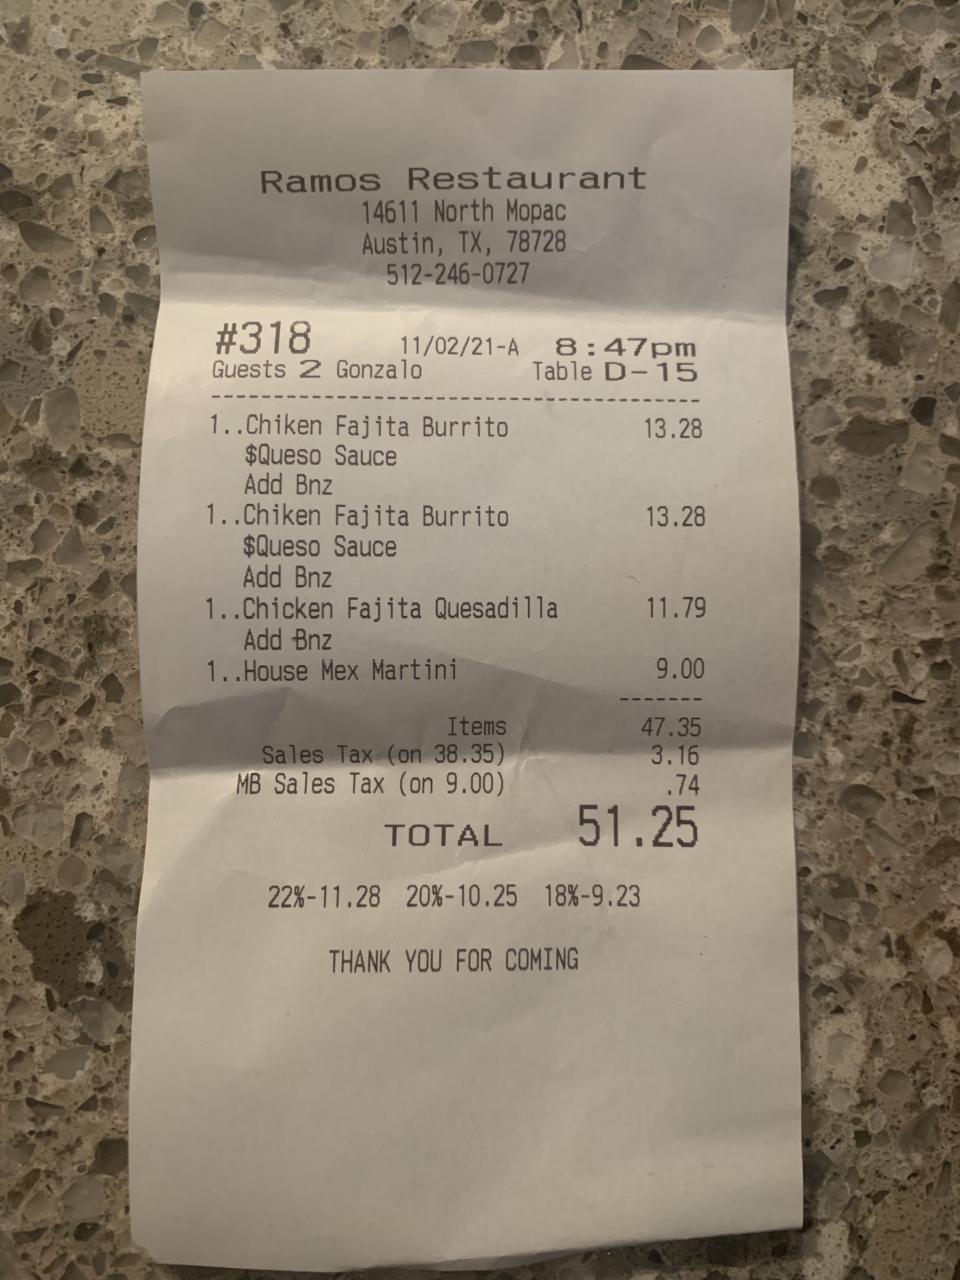 Ramos Restaurant
14611 North Mopac
Austin, TX, 78728
512-246-0727
#318 11/02/21-A 8:47pm
Guests 2 Gonzalo Table D-15
---------------------------------------
1..Chiken Fajita Burrito 13.28
$Queso Sauce
Add Bnz
1..Chiken Fajita Burrito 13.28
$Queso Sauce
Add Bnz
1..Chicken Fajita Quesadilla 11.79
Add Bnz
1..House Mex Martini 9.00
-------
Items 47.35
Sales Tax (on 38.35) 3.16
MB Sales Tax (on 9.00) .74
TOTAL 51.25
22%-11.28 20%-10.25 18%-9.23
THANK YOU FOR COMING